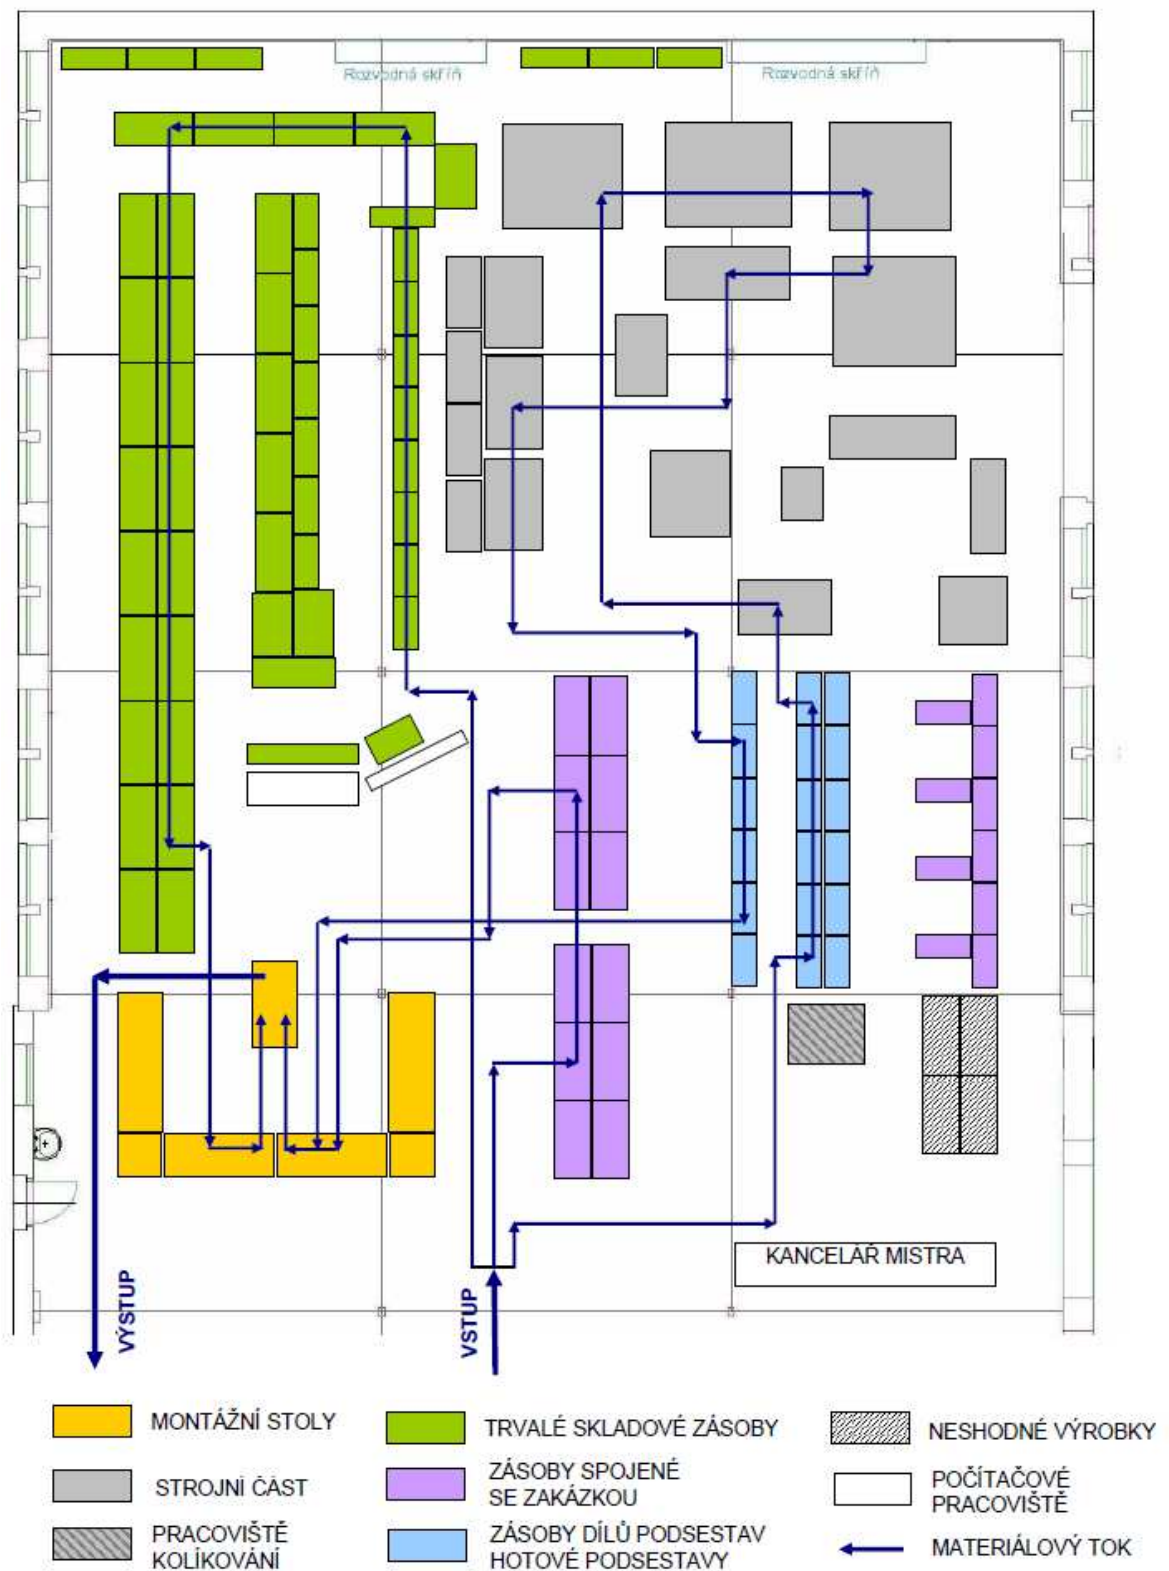 Rozvodná skříň
Rozvodná skříň
KANCELÁŘ MISTRA
VÝSTUP
VSTUP
MONTÁŽNÍ STOLY
TRVALÉ SKLADOVÉ ZÁSOBY
NESHODNÉ VÝROBKY
STROJNÍ ČÁST
ZÁSOBY SPOJENÉ
SE ZAKÁZKOU
POČÍTAČOVÉ
PRACOVIŠTĚ
PRACOVIŠTĚ
KOLÍKOVÁNÍ
ZÁSOBY DÍLŮ PODSESTAV
HOTOVÉ PODSESTAVY
MATERIÁLOVÝ TOK